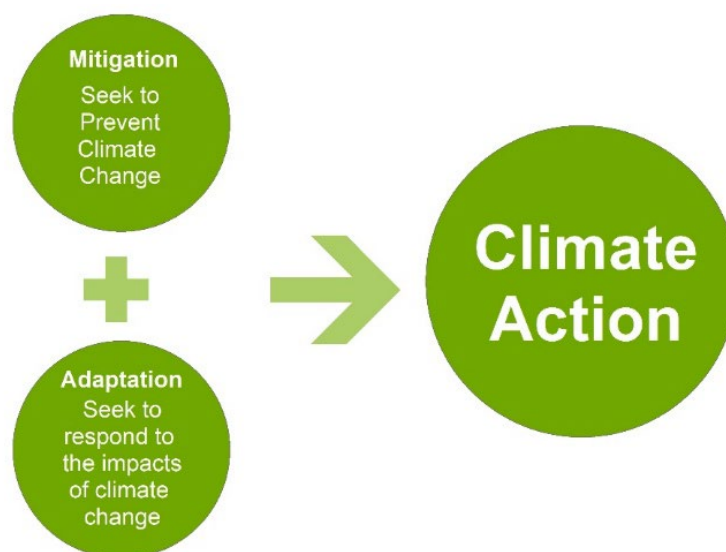 Mitigation
Seek to
Prevent
Climate
Change
Adaptation
Seek to
respond to
the impacts
of climate
change
Climate
Action